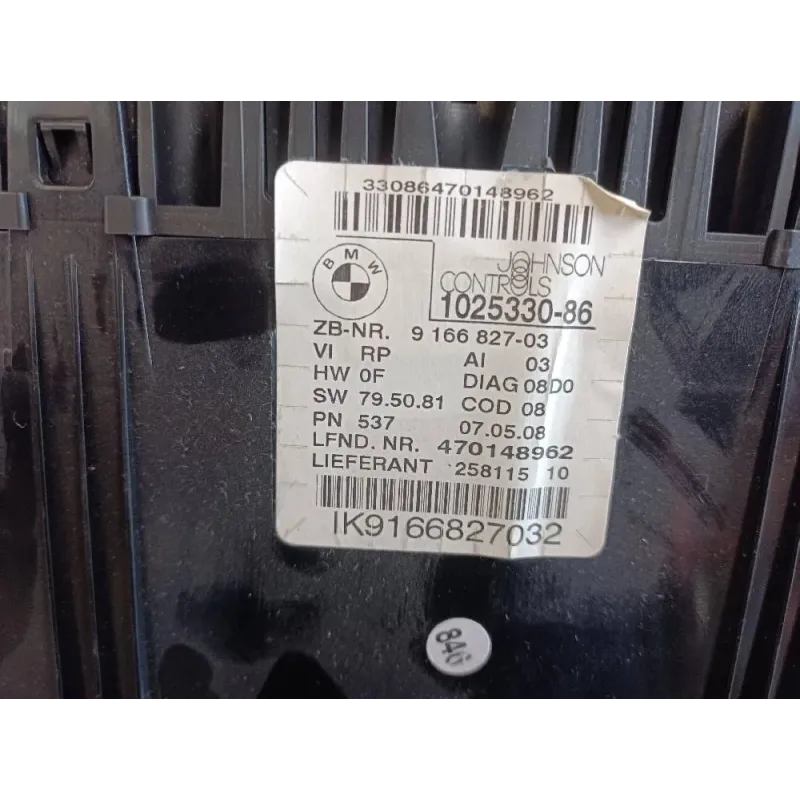 33086470148962
BMW
JOHNSON
CONTROLS
1025330-86
ZB-NR. 9 166 827-03
VI RP AI 03
HW 0F DIAG 08D0
SW 79.50.81 COD 08
PN 537 07.05.08
LFND. NR. 470148962
LIEFERANT 258115 10
IK9166827032
846